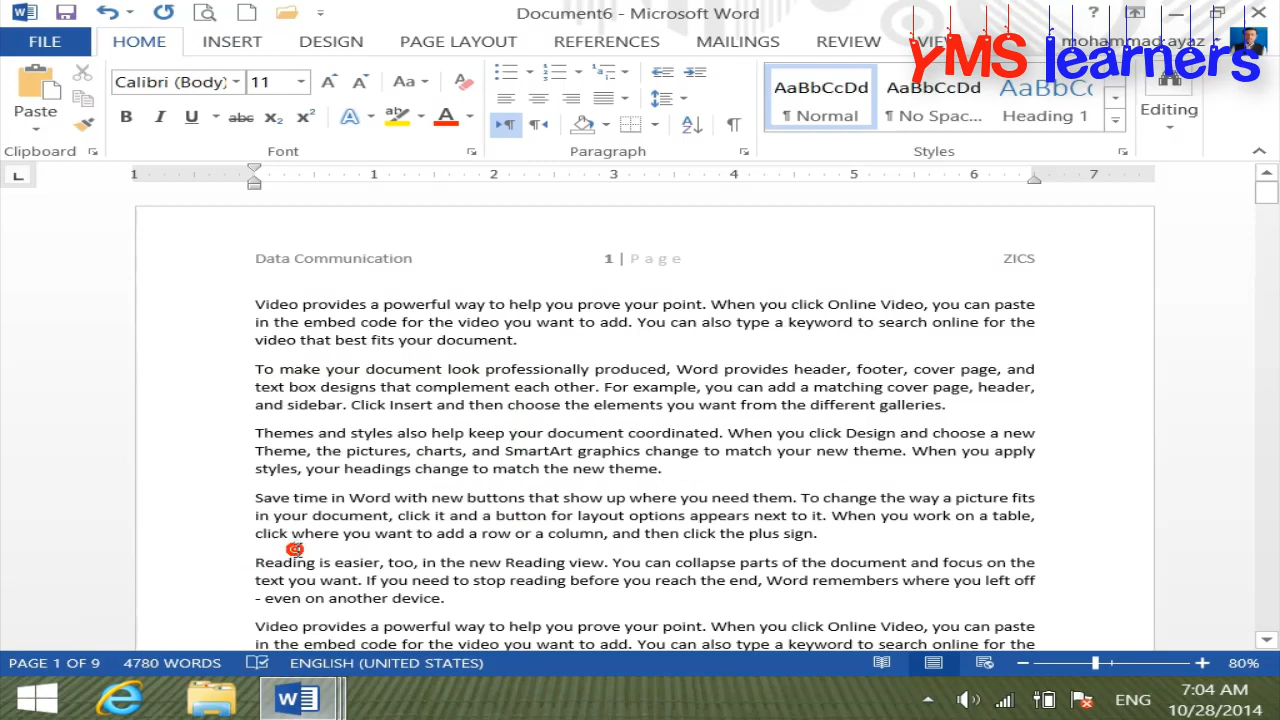 Document6 - Microsoft Word
FILE HOME INSERT DESIGN PAGE LAYOUT REFERENCES MAILINGS REVIEW VIEW mohammad ayaz
YMS learners
Calibri (Body) 11 Aa
Paste
B I U abc X₂ X² A A
AaBbCcDd AaBbCcDd AaBbCc
¶ Normal ¶ No Spac... Heading 1
Editing
Clipboard Font Paragraph Styles
L 1 1 2 3 4 5 6 7
Data Communication 1 | Page ZICS
Video provides a powerful way to help you prove your point. When you click Online Video, you can paste
in the embed code for the video you want to add. You can also type a keyword to search online for the
video that best fits your document.
To make your document look professionally produced, Word provides header, footer, cover page, and
text box designs that complement each other. For example, you can add a matching cover page, header,
and sidebar. Click Insert and then choose the elements you want from the different galleries.
Themes and styles also help keep your document coordinated. When you click Design and choose a new
Theme, the pictures, charts, and SmartArt graphics change to match your new theme. When you apply
styles, your headings change to match the new theme.
Save time in Word with new buttons that show up where you need them. To change the way a picture fits
in your document, click it and a button for layout options appears next to it. When you work on a table,
click where you want to add a row or a column, and then click the plus sign.
Reading is easier, too, in the new Reading view. You can collapse parts of the document and focus on the
text you want. If you need to stop reading before you reach the end, Word remembers where you left off
- even on another device.
Video provides a powerful way to help you prove your point. When you click Online Video, you can paste
in the embed code for the video you want to add. You can also type a keyword to search online for the
PAGE 1 OF 9 4780 WORDS ENGLISH (UNITED STATES) 80%
ENG 7:04 AM
10/28/2014